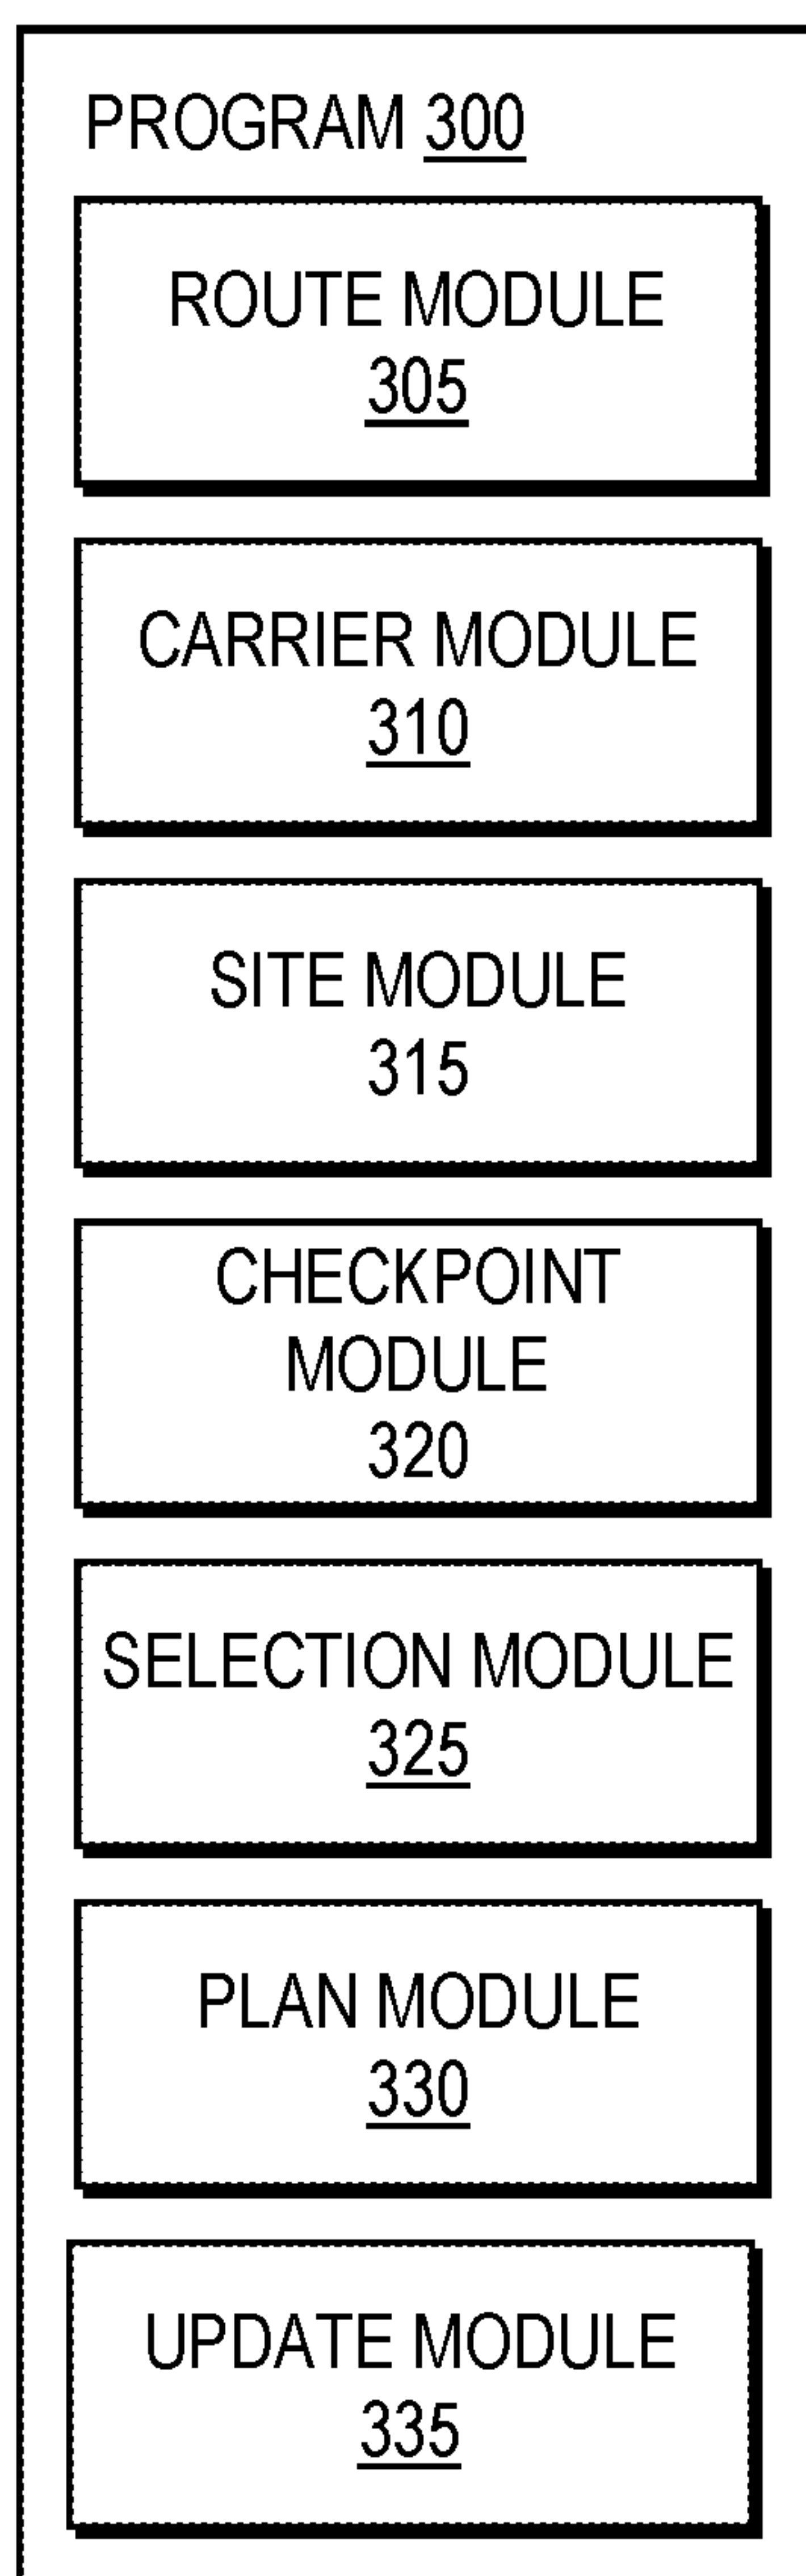 PROGRAM 300
ROUTE MODULE
305
CARRIER MODULE
310
SITE MODULE
315
CHECKPOINT
MODULE
320
SELECTION MODULE
325
PLAN MODULE
330
UPDATE MODULE
335